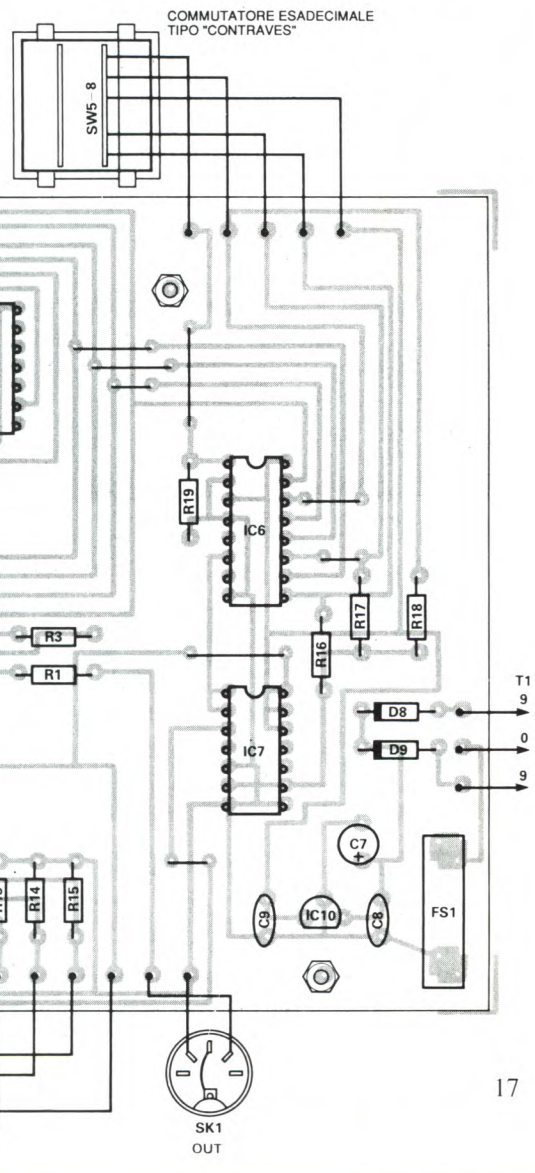 COMMUTATORE ESADECIMALE
TIPO "CONTRAVES"
SW5-8
R19
IC6
R17
R18
R3
R16
R1
T1
9
D8
0
IC7
D9
9
C7
+
R14
R15
C9
IC10
C8
FS1
SK1
OUT
17